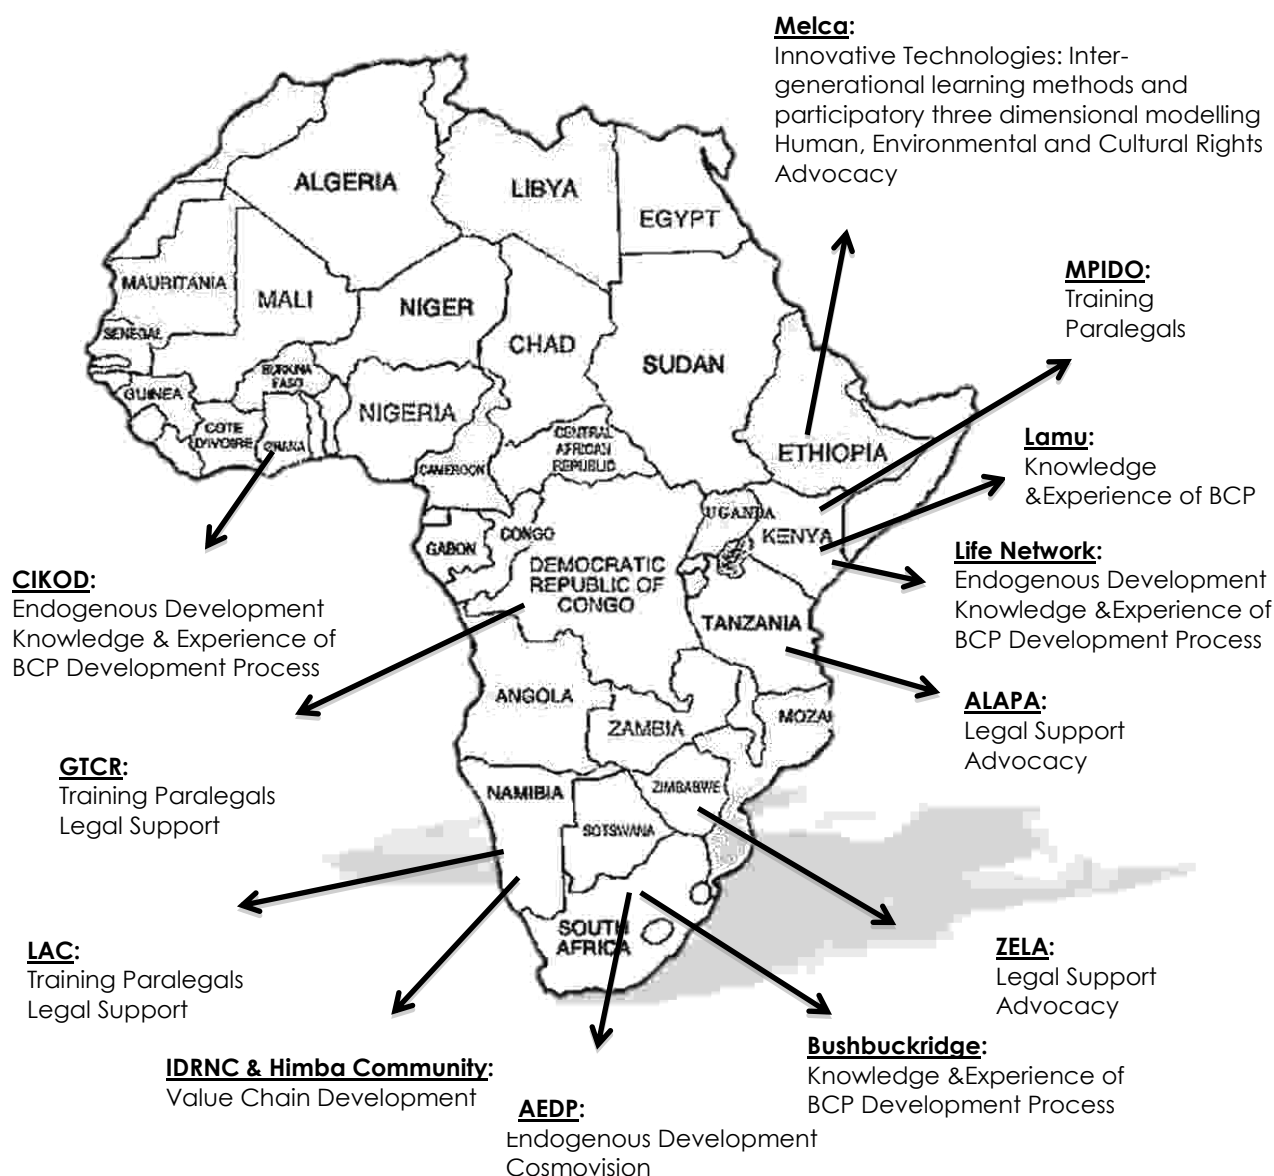 Melca:
Innovative Technologies: Inter-
generational learning methods and
participatory three dimensional modelling
Human, Environmental and Cultural Rights
Advocacy
MPIDO:
Training
Paralegals
Lamu:
Knowledge
&Experience of BCP
Life Network:
Endogenous Development
Knowledge &Experience of
BCP Development Process
ALAPA:
Legal Support
Advocacy
ZELA:
Legal Support
Advocacy
Bushbuckridge:
Knowledge &Experience of
BCP Development Process
AEDP:
Endogenous Development
Cosmovision
IDRNC & Himba Community:
Value Chain Development
LAC:
Training Paralegals
Legal Support
GTCR:
Training Paralegals
Legal Support
CIKOD:
Endogenous Development
Knowledge & Experience of
BCP Development Process
ALGERIA
LIBYA
EGYPT
MAURITANIA
MALI
NIGER
CHAD
SUDAN
SENEGAL
BURKINA
FASO
GUINEA
COTE
D'IVOIRE
GHANA
NIGERIA
CAMEROON
CENTRAL
AFRICAN
REPUBLIC
ETHIOPIA
UGANDA
KENYA
GABON
CONGO
DEMOCRATIC
REPUBLIC OF
CONGO
TANZANIA
ANGOLA
ZAMBIA
MOZAI
NAMIBIA
ZIMBABWE
BOTSWANA
SOUTH
AFRICA